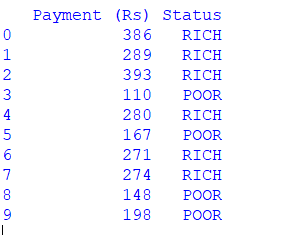 Payment (Rs) Status
0 386 RICH
1 289 RICH
2 393 RICH
3 110 POOR
4 280 RICH
5 167 POOR
6 271 RICH
7 274 RICH
8 148 POOR
9 198 POOR